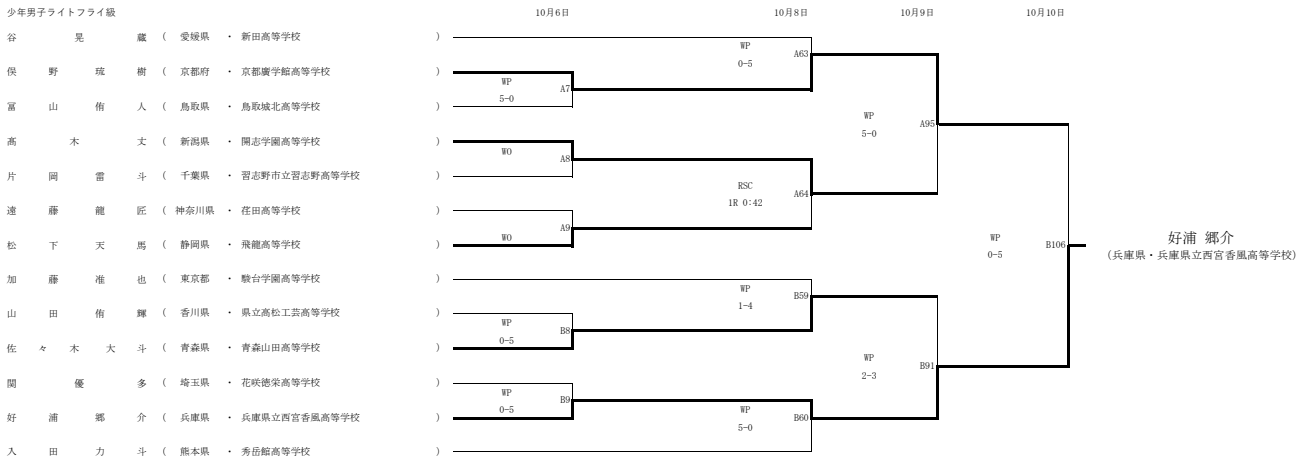 少年男子ライトフライ級 10月6日 10月8日 10月9日 10月10日
谷 晃 蔵 ( 愛媛県 ・ 新田高等学校 )
WP
0-5
A63
俣 野 琉 樹 ( 京都府 ・ 京都廣学館高等学校 )
WP
5-0
A7
冨 山 侑 人 ( 鳥取県 ・ 鳥取城北高等学校 )
WP
5-0
A95
髙 木 丈 ( 新潟県 ・ 開志学園高等学校 )
WO
A8
片 岡 雷 斗 ( 千葉県 ・ 習志野市立習志野高等学校 )
RSC
1R 0:42
A64
遠 藤 龍 匠 ( 神奈川県 ・ 荏田高等学校 )
A9
WO
松 下 天 馬 ( 静岡県 ・ 飛龍高等学校 )
WP
0-5
B106
好浦 郷介
(兵庫県・兵庫県立西宮香風高等学校)
加 藤 准 也 ( 東京都 ・ 駿台学園高等学校 )
WP
1-4
B59
山 田 侑 輝 ( 香川県 ・ 県立高松工芸高等学校 )
WP
0-5
B8
佐 々 木 大 斗 ( 青森県 ・ 青森山田高等学校 )
WP
2-3
B91
関 優 多 ( 埼玉県 ・ 花咲徳栄高等学校 )
WP
0-5
B9
好 浦 郷 介 ( 兵庫県 ・ 兵庫県立西宮香風高等学校 )
WP
5-0
B60
入 田 力 斗 ( 熊本県 ・ 秀岳館高等学校 )